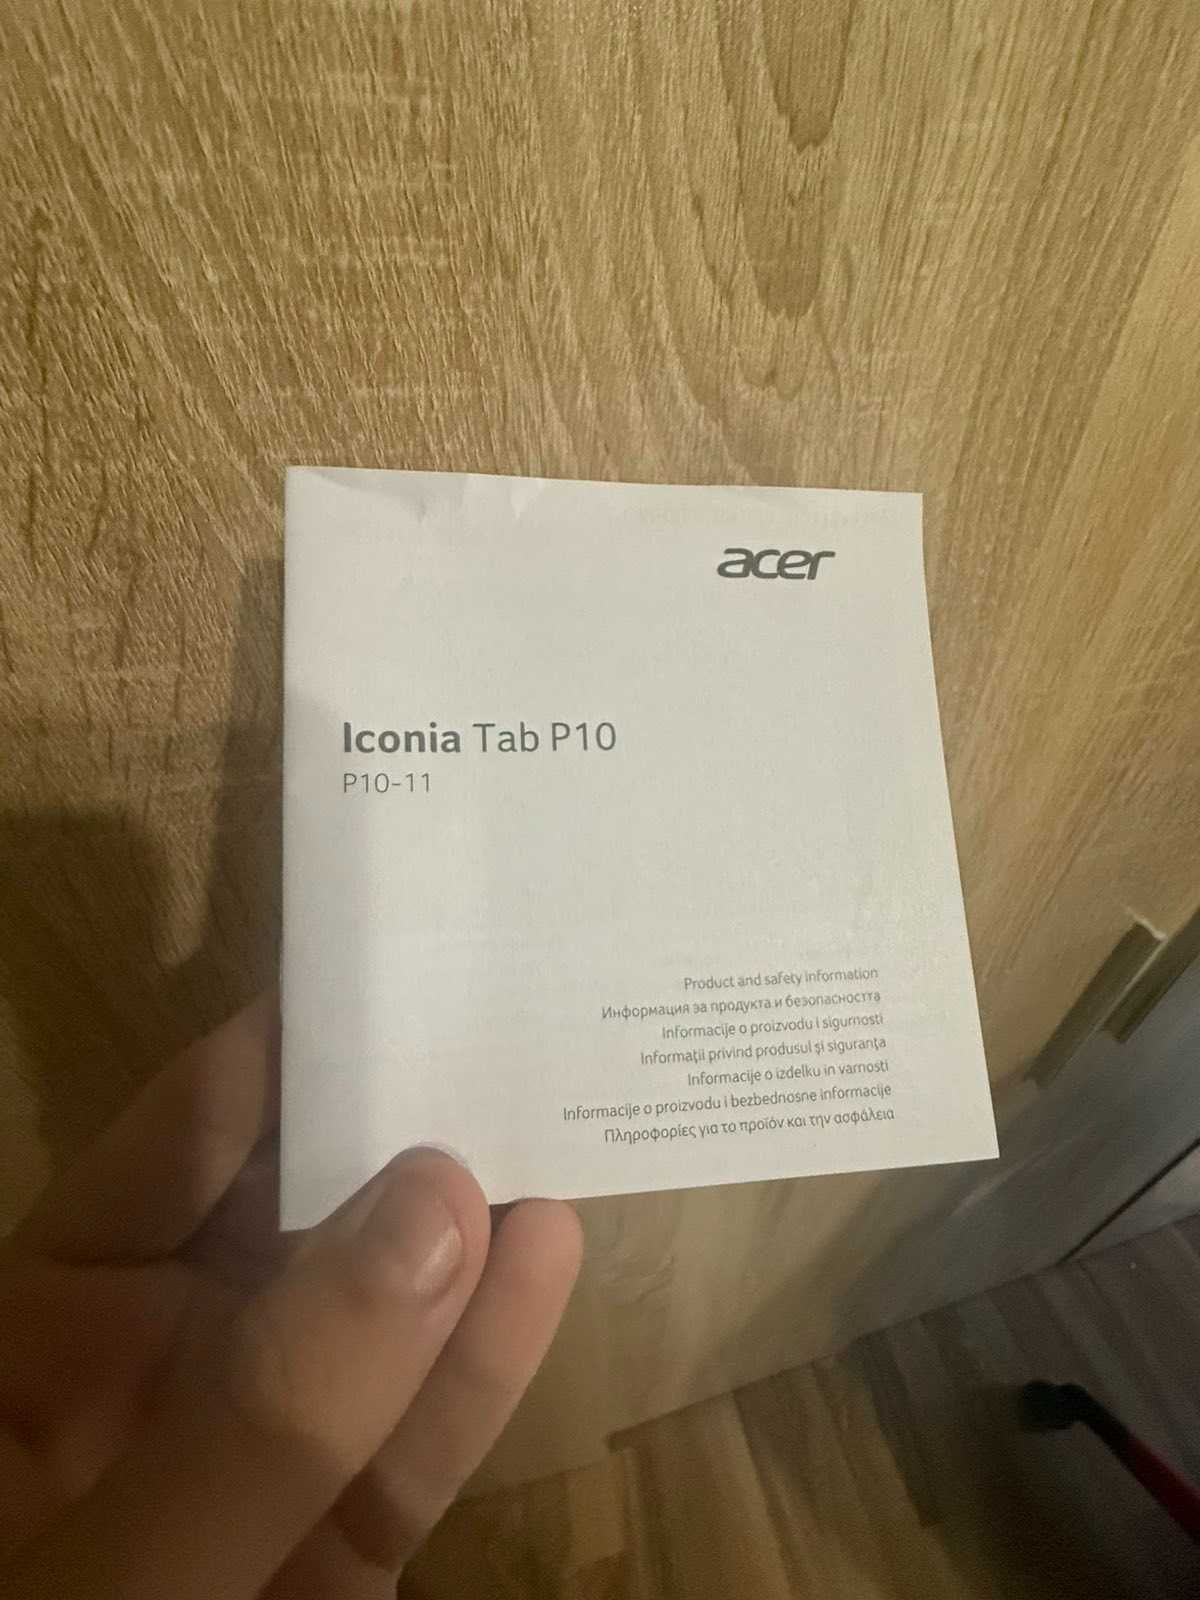 acer
Iconia Tab P10
P10-11
Product and safety information
Информация за продукта и безопасността
Informacije o proizvodu i sigurnosti
Informații privind produsul și siguranța
Informacije o izdelku in varnosti
Informacije o proizvodu i bezbednosne informacije
Πληροφορίες για το προϊόν και την ασφάλεια